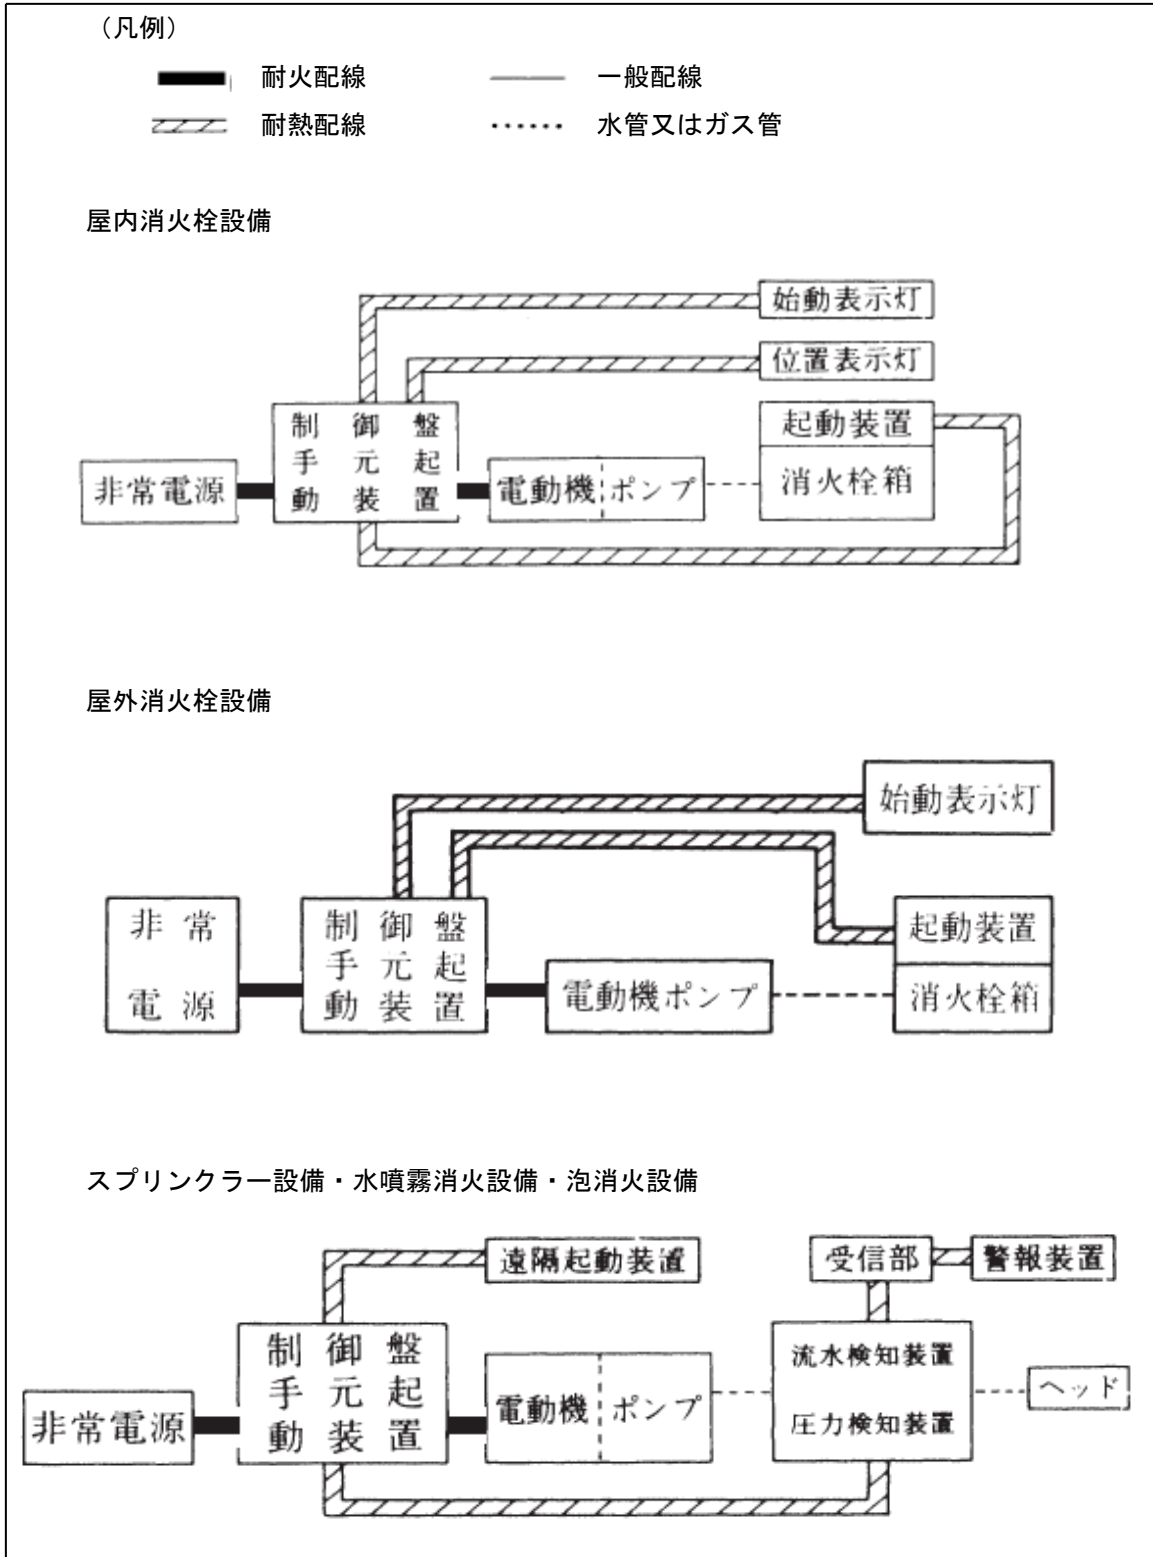 （凡例）
耐火配線　一般配線
耐熱配線　水管又はガス管
屋内消火栓設備
始動表示灯
位置表示灯
制御盤
手元起
動装置
起動装置
消火栓箱
非常電源
電動機
ポンプ
屋外消火栓設備
始動表示灯
非常
電源
制御盤
手元起
動装置
起動装置
電動機ポンプ
消火栓箱
スプリンクラー設備・水噴霧消火設備・泡消火設備
遠隔起動装置
受信部
警報装置
制御盤
手元起
動装置
流水検知装置
圧力検知装置
ヘッド
非常電源
電動機
ポンプ